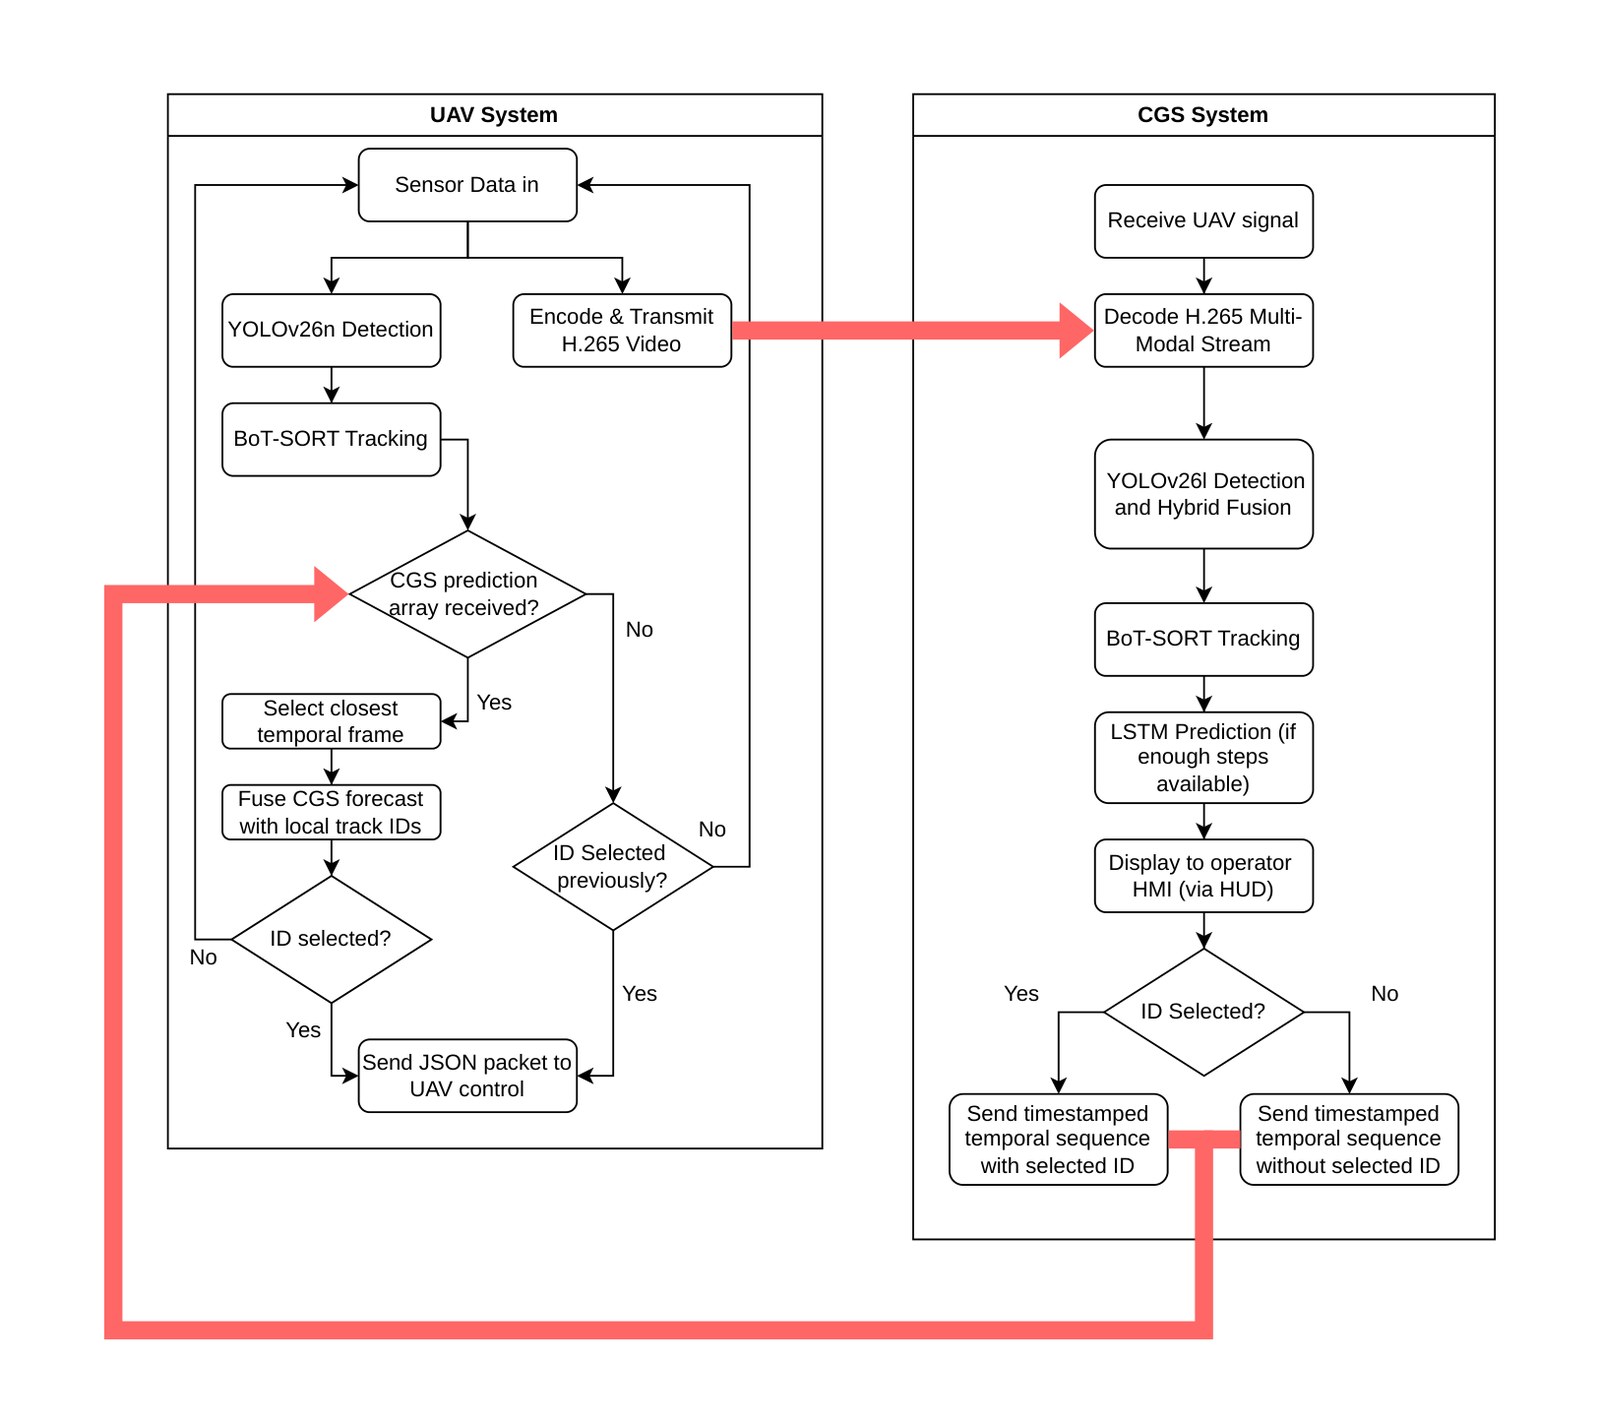 UAV System
Sensor Data in
YOLOv26n Detection
Encode & Transmit
H.265 Video
BoT-SORT Tracking
CGS prediction
array received?
No
Yes
Select closest
temporal frame
Fuse CGS forecast
with local track IDs
No
ID Selected
previously?
ID selected?
No
Yes
Yes
Send JSON packet to
UAV control
CGS System
Receive UAV signal
Decode H.265 Multi-
Modal Stream
YOLOv26l Detection
and Hybrid Fusion
BoT-SORT Tracking
LSTM Prediction (if
enough steps
available)
Display to operator
HMI (via HUD)
Yes
No
ID Selected?
Send timestamped
temporal sequence
with selected ID
Send timestamped
temporal sequence
without selected ID